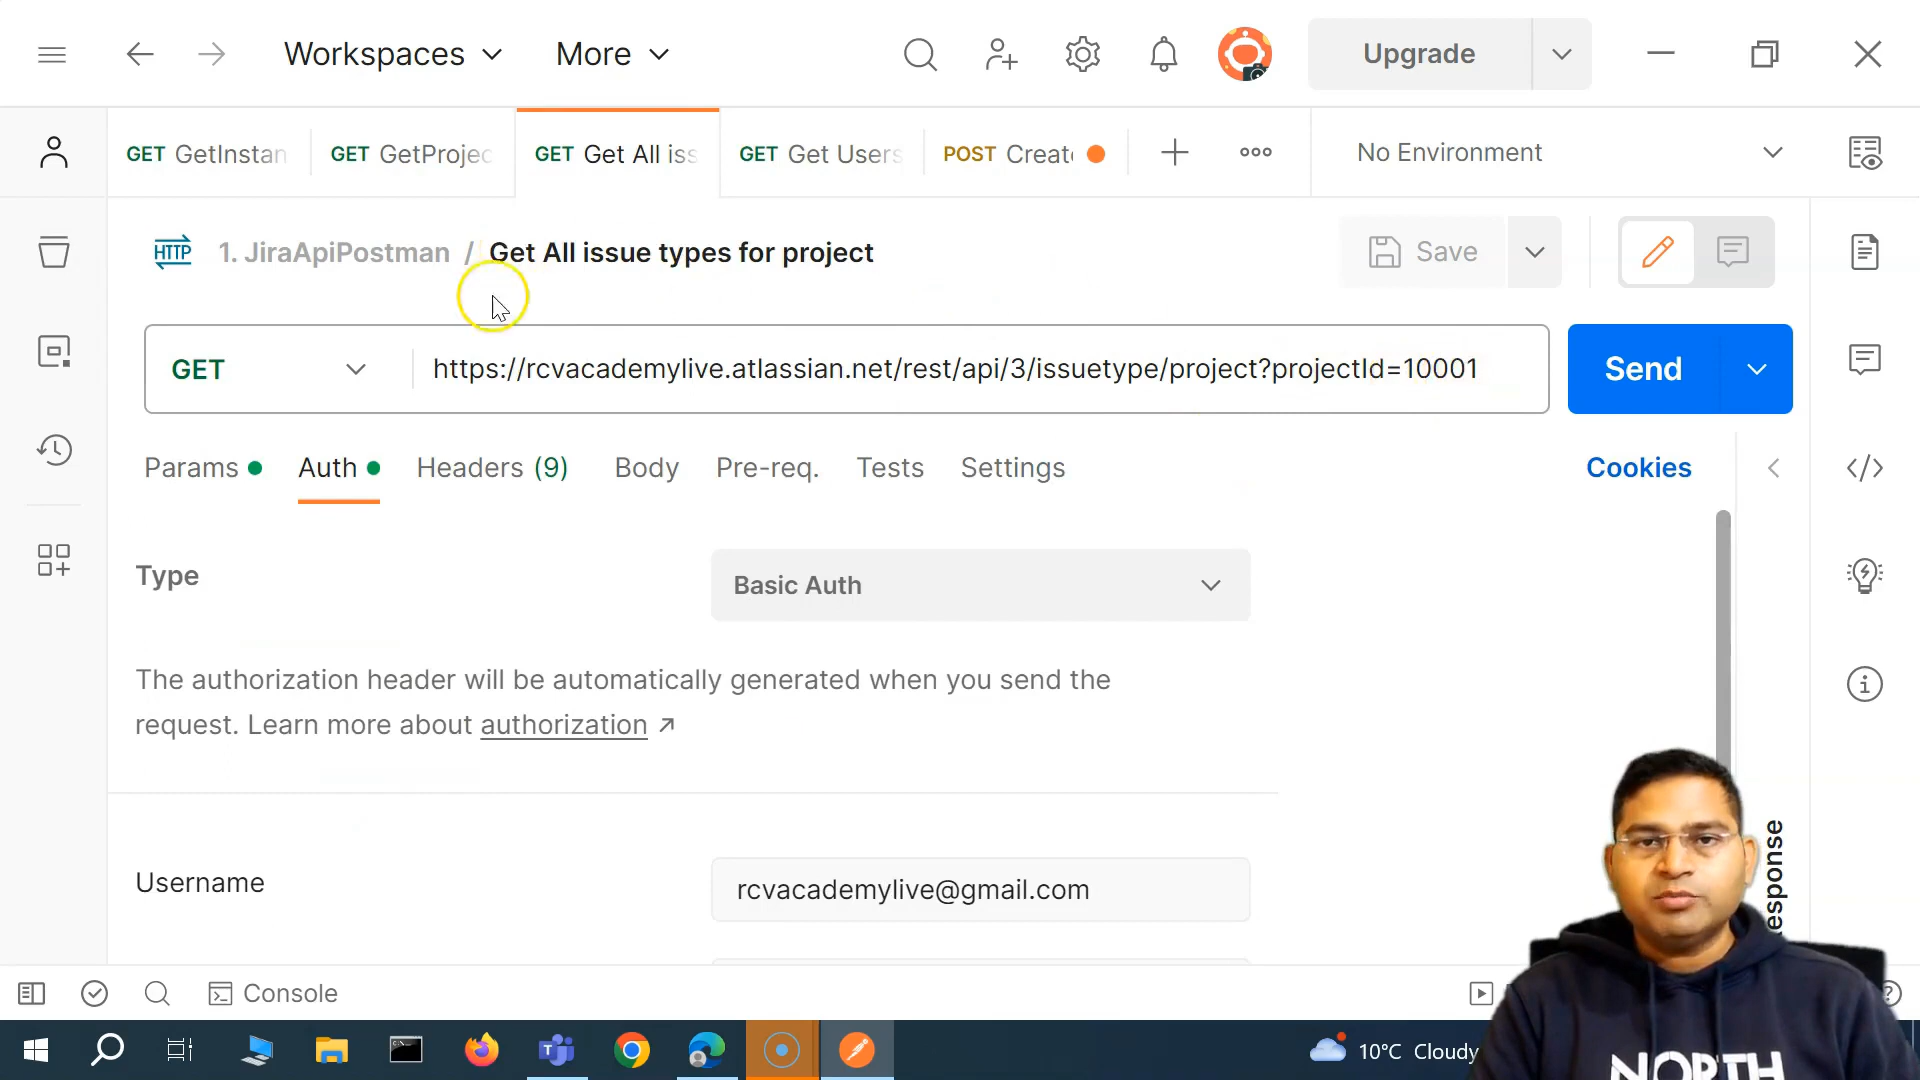 Workspaces More Upgrade
GET GetInstan GET GetProjec GET Get All iss GET Get Users POST Creat No Environment
HTTP 1. JiraApiPostman / Get All issue types for project Save
GET https://rcvacademylive.atlassian.net/rest/api/3/issuetype/project?projectId=10001 Send
Params Auth Headers (9) Body Pre-req. Tests Settings Cookies
Type Basic Auth
The authorization header will be automatically generated when you send the
request. Learn more about authorization ↗
Username rcvacademylive@gmail.com
Console
10°C Cloudy
NORTH